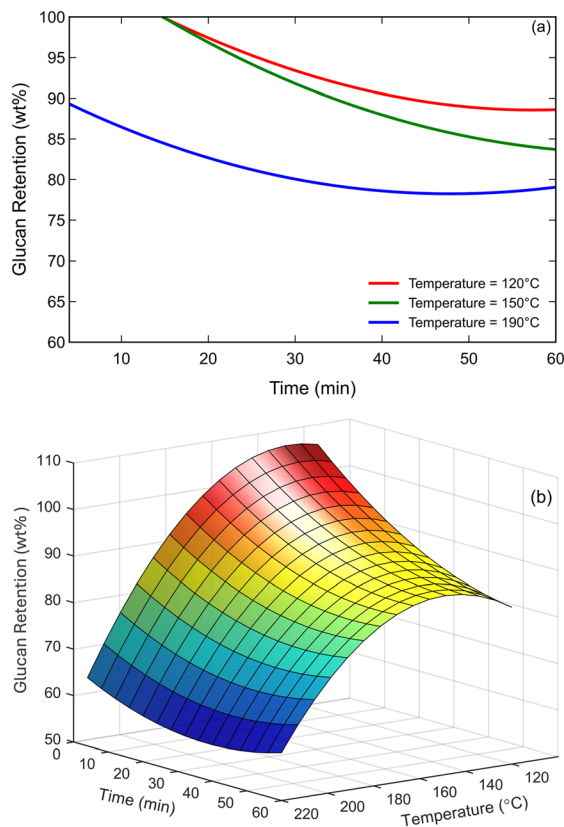 (a)
100
95
90
85
80
75
70
65
60
Glucan Retention (wt%)
Temperature = 120°C
Temperature = 150°C
Temperature = 190°C
10 20 30 40 50 60
Time (min)
(b)
110
100
90
80
70
60
50
Glucan Retention (wt%)
0 10 20 30 40 50 60
Time (min)
220 200 180 160 140 120
Temperature (°C)